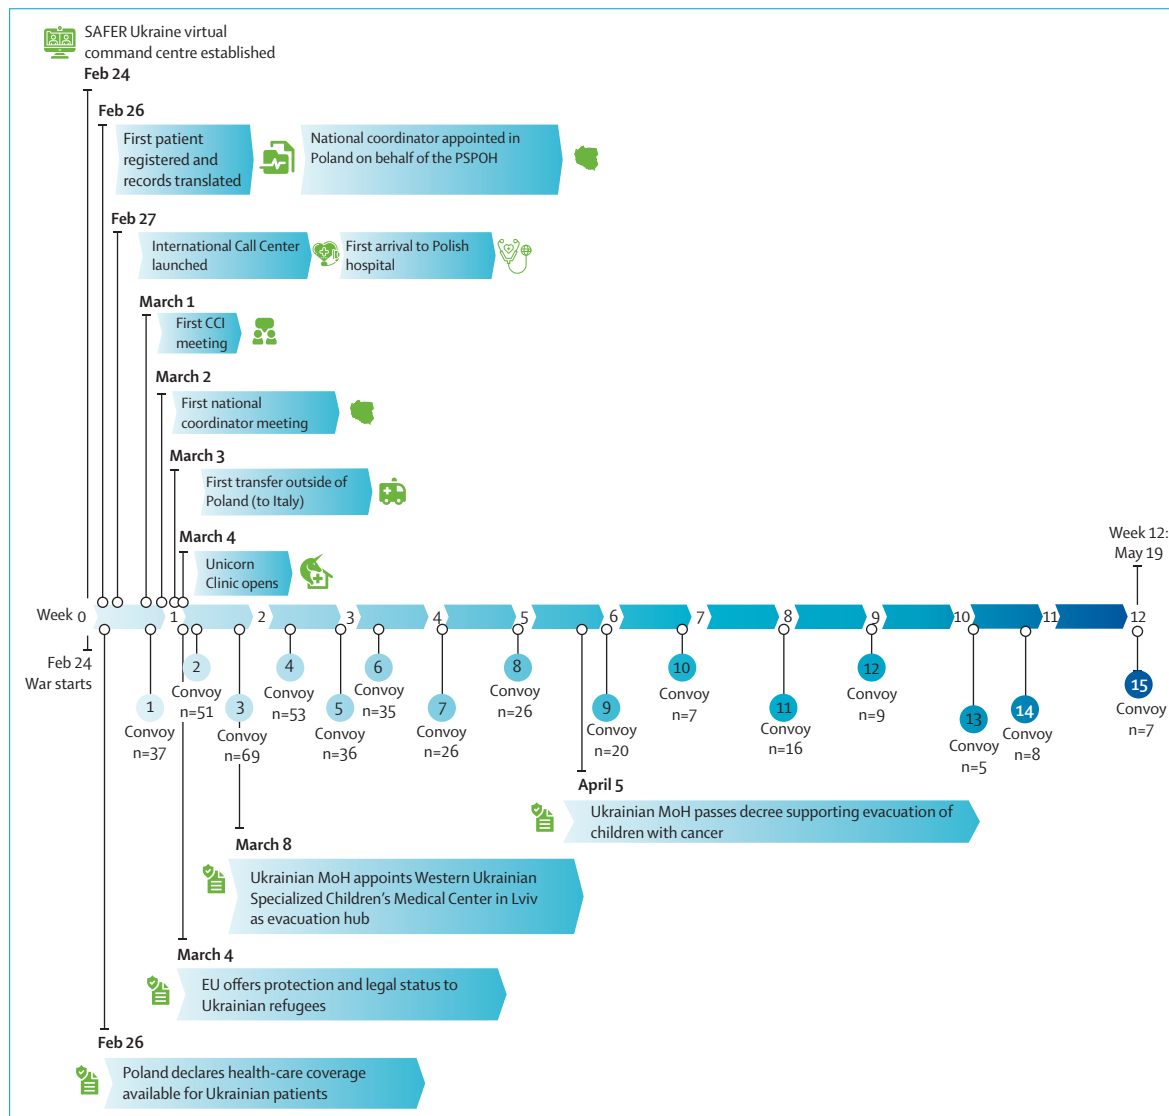 SAFER Ukraine virtual
command centre established
Feb 24
Feb 26
First patient
registered and
records translated
National coordinator appointed in
Poland on behalf of the PSPOH
Feb 27
International Call Center
launched
First arrival to Polish
hospital
March 1
First CCI
meeting
March 2
First national
coordinator meeting
March 3
First transfer outside of
Poland (to Italy)
March 4
Unicorn
Clinic opens
Week 12:
May 19
Week 0 1 2 3 4 5 6 7 8 9 10 11 12
Feb 24
War starts
1
Convoy
n=37
2
Convoy
n=51
3
Convoy
n=69
4
Convoy
n=53
5
Convoy
n=36
6
Convoy
n=35
7
Convoy
n=26
8
Convoy
n=26
9
Convoy
n=20
10
Convoy
n=7
11
Convoy
n=16
12
Convoy
n=9
13
Convoy
n=5
14
Convoy
n=8
15
Convoy
n=7
April 5
Ukrainian MoH passes decree supporting evacuation of
children with cancer
March 8
Ukrainian MoH appoints Western Ukrainian
Specialized Children's Medical Center in Lviv
as evacuation hub
March 4
EU offers protection and legal status to
Ukrainian refugees
Feb 26
Poland declares health-care coverage
available for Ukrainian patients